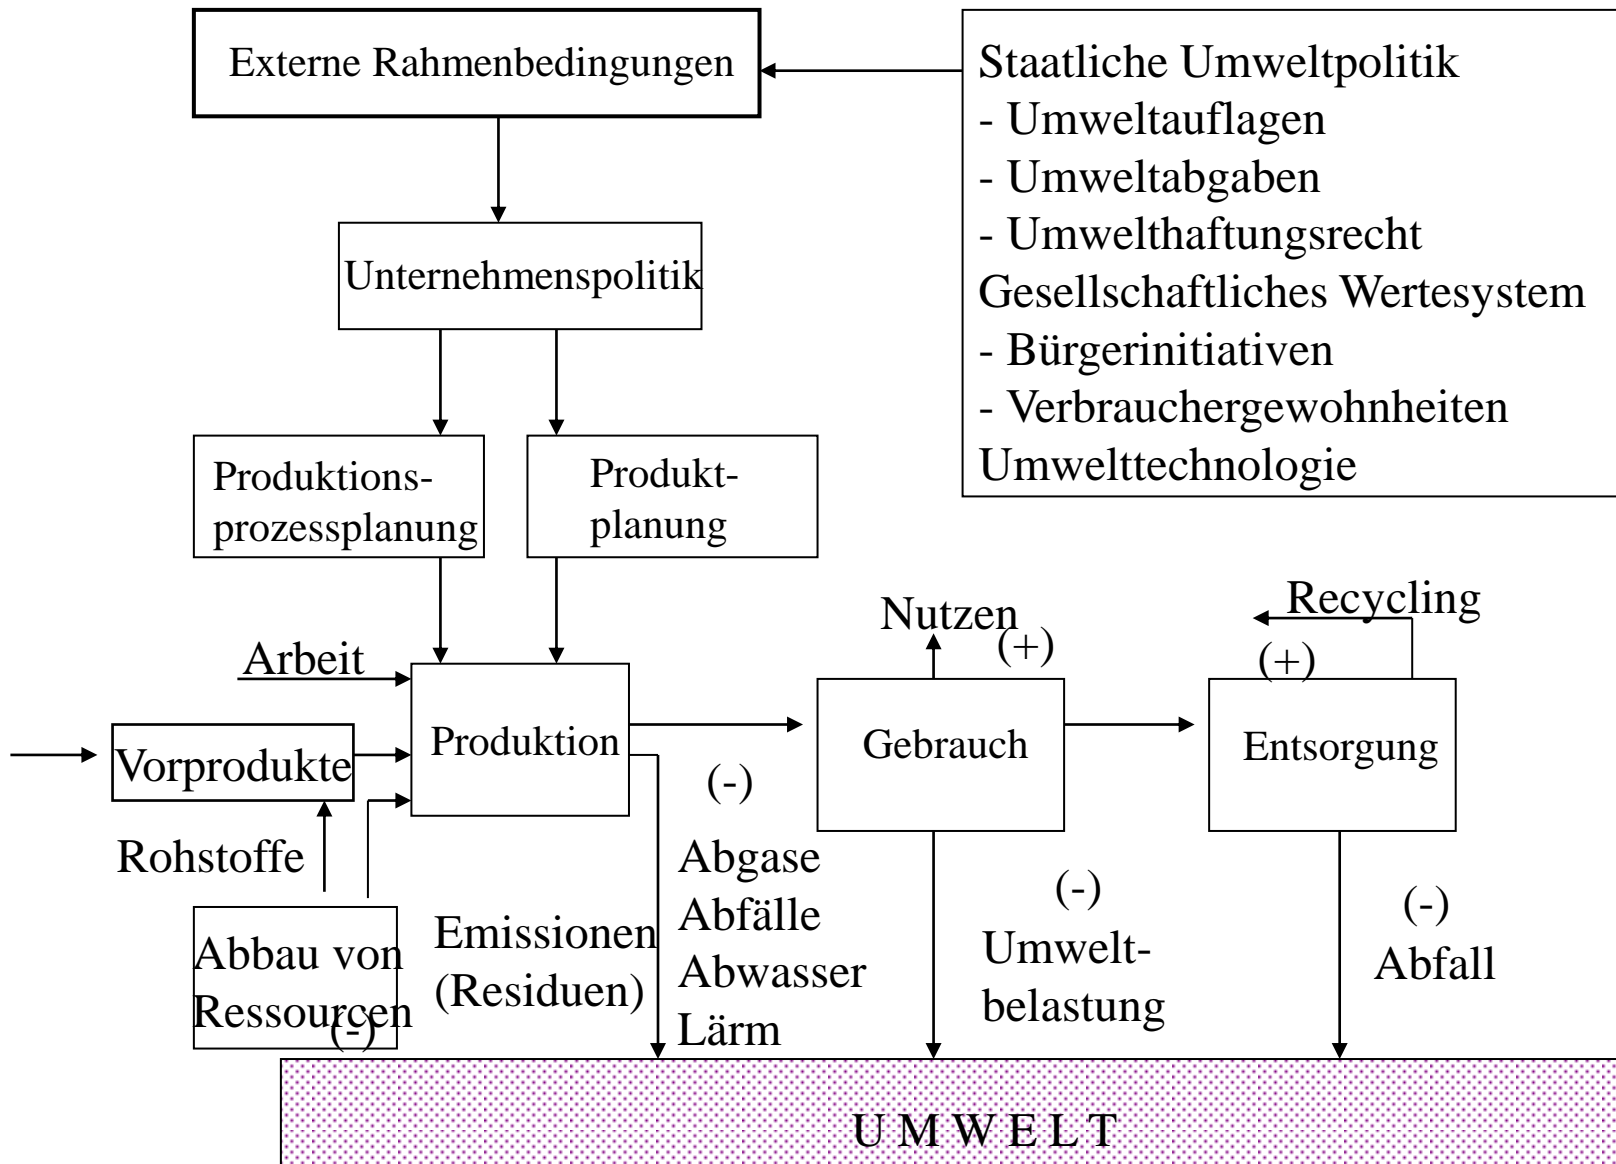 Externe Rahmenbedingungen
Staatliche Umweltpolitik
- Umweltauflagen
- Umweltabgaben
- Umwelthaftungsrecht
Gesellschaftliches Wertesystem
- Bürgerinitiativen
- Verbrauchergewohnheiten
Umwelttechnologie
Unternehmenspolitik
Produktions-
prozessplanung
Produkt-
planung
Arbeit
Vorprodukte
Produktion
Nutzen
(+)
Gebrauch
Recycling
(+)
Entsorgung
Rohstoffe
Abbau von
Ressourcen
(-)
Emissionen
(Residuen)
(-)
Abgase
Abfälle
Abwasser
Lärm
(-)
Umwelt-
belastung
(-)
Abfall
U M W E L T